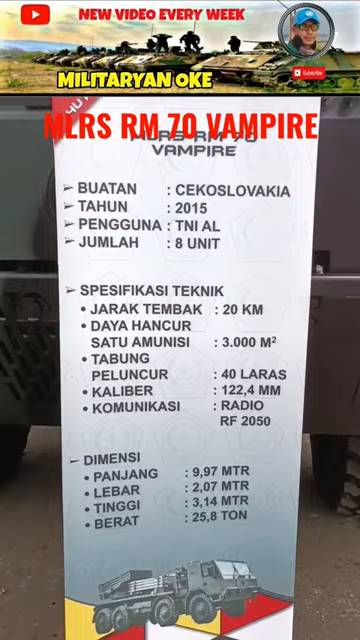 NEW VIDEO EVERY WEEK
Subscribe
MILITARYAN OKE
MLRS RM 70 VAMPIRE
MLRS RM 70
VAMPIRE
➢ BUATAN : CEKOSLOVAKIA
➢ TAHUN : 2015
➢ PENGGUNA : TNI AL
➢ JUMLAH : 8 UNIT
➢ SPESIFIKASI TEKNIK
• JARAK TEMBAK : 20 KM
• DAYA HANCUR
SATU AMUNISI : 3.000 M²
• TABUNG
PELUNCUR : 40 LARAS
• KALIBER : 122,4 MM
• KOMUNIKASI : RADIO
RF 2050
➢ DIMENSI
• PANJANG : 9,97 MTR
• LEBAR : 2,07 MTR
• TINGGI : 3,14 MTR
• BERAT : 25,8 TON